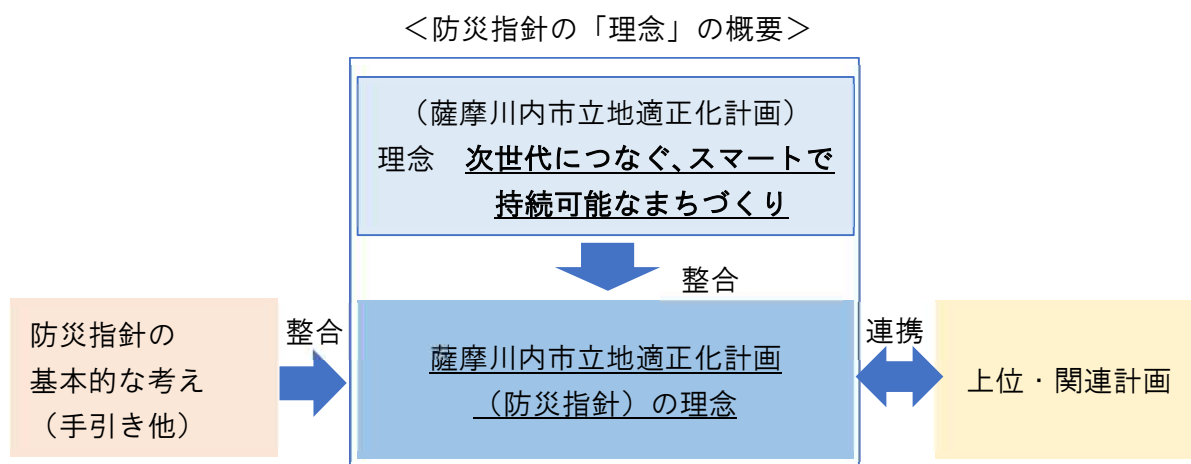 ＜防災指針の「理念」の概要＞
（薩摩川内市立地適正化計画）
理念　次世代につなぐ、スマートで
持続可能なまちづくり
整合
防災指針の
基本的な考え
（手引き他）
整合
薩摩川内市立地適正化計画
（防災指針）の理念
連携
上位・関連計画